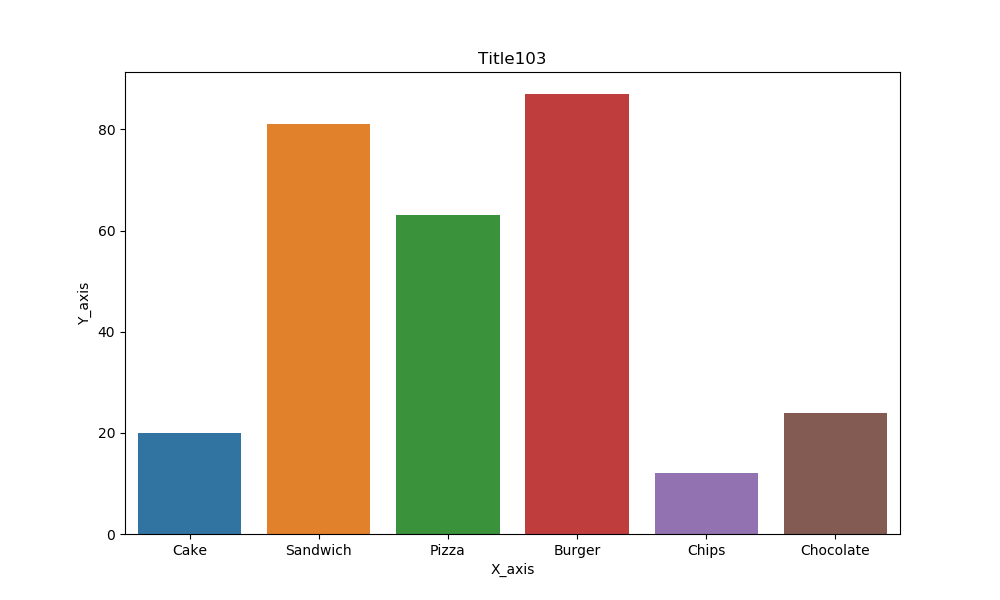 Title103
Y_axis
80
60
40
20
0
Cake Sandwich Pizza Burger Chips Chocolate
X_axis